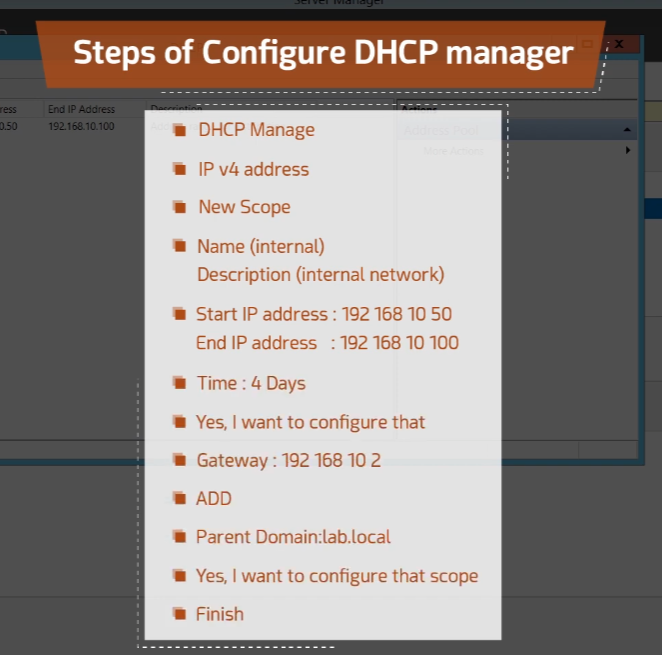 Server Manager
Steps of Configure DHCP manager
End IP Address Description
0.50 192.168.10.100
Actions
Address Pool
More Actions
DHCP Manage
IP v4 address
New Scope
Name (internal)
Description (internal network)
Start IP address : 192 168 10 50
End IP address : 192 168 10 100
Time : 4 Days
Yes, I want to configure that
Gateway : 192 168 10 2
ADD
Parent Domain:lab.local
Yes, I want to configure that scope
Finish